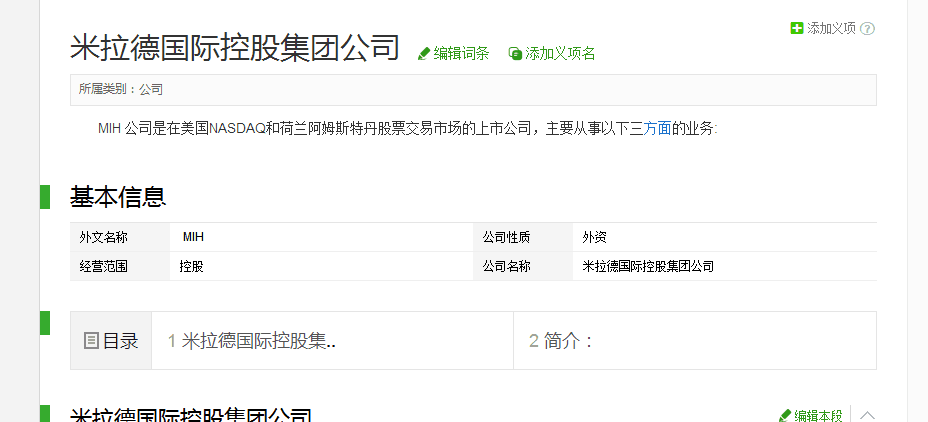 添加义项 ?
米拉德国际控股集团公司 编辑词条 添加义项名
所属类别：公司
MIH 公司是在美国NASDAQ和荷兰阿姆斯特丹股票交易市场的上市公司，主要从事以下三方面的业务:
基本信息
外文名称 MIH 公司性质 外资
经营范围 控股 公司名称 米拉德国际控股集团公司
目录 1 米拉德国际控股集.. 2 简介：
米拉德国际控股集团公司 编辑本段